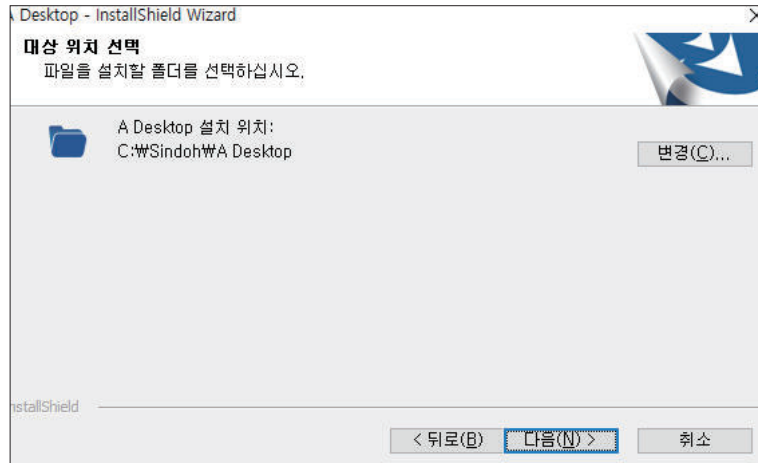 A Desktop - InstallShield Wizard
대상 위치 선택
파일을 설치할 폴더를 선택하십시오.
A Desktop 설치 위치:
C:₩Sindoh₩A Desktop
변경(C)...
nstallShield
< 뒤로(B)
다음(N) >
취소